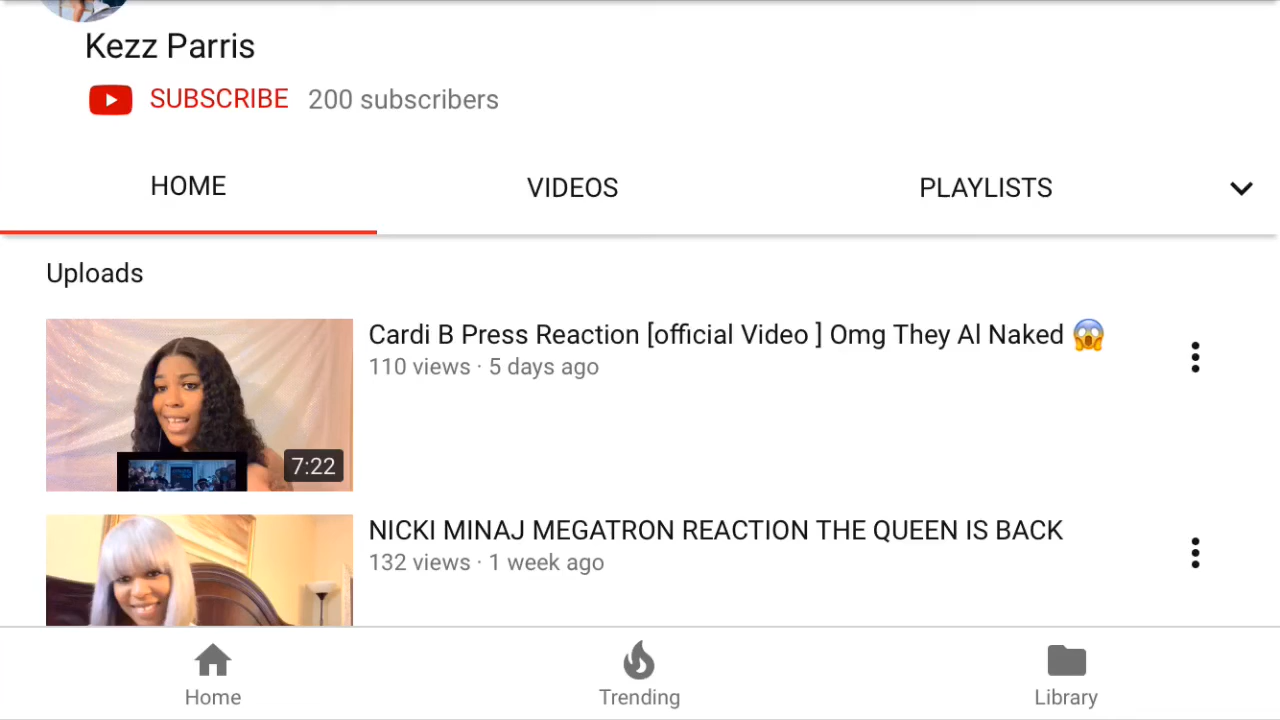 Kezz Parris
SUBSCRIBE 200 subscribers
HOME VIDEOS PLAYLISTS
Uploads
Cardi B Press Reaction [official Video ] Omg They Al Naked 😱
110 views · 5 days ago
7:22
NICKI MINAJ MEGATRON REACTION THE QUEEN IS BACK
132 views · 1 week ago
Home Trending Library